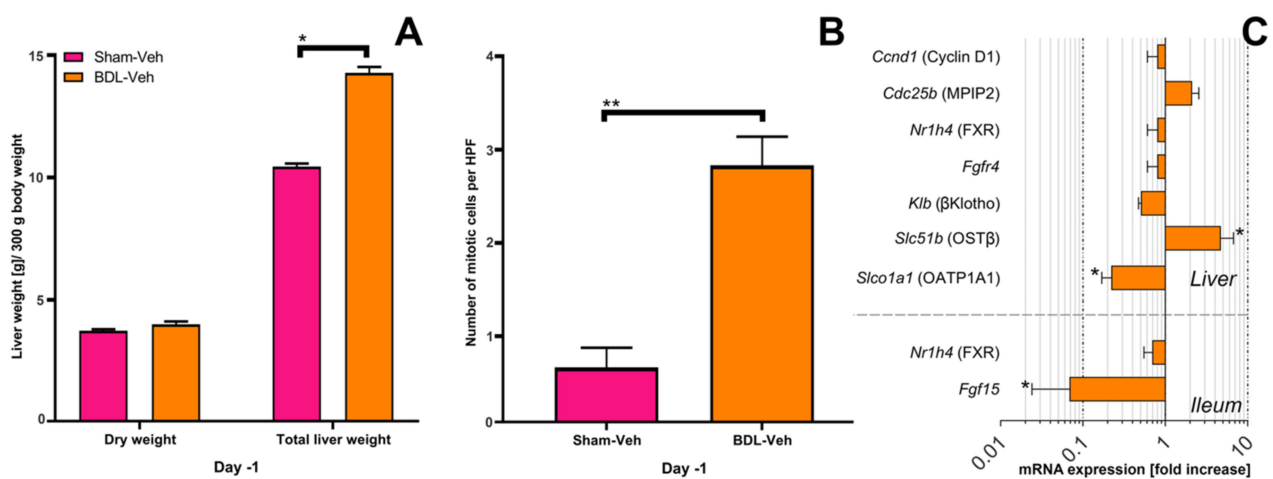 A
Sham-Veh
BDL-Veh
*
Liver weight [g]/ 300 g body weight
15
10
5
0
Dry weight
Total liver weight
Day -1
B
**
Number of mitotic cells per HPF
4
3
2
1
0
Sham-Veh
BDL-Veh
Day -1
C
Ccnd1 (Cyclin D1)
Cdc25b (MPIP2)
Nr1h4 (FXR)
Fgfr4
Klb (βKlotho)
Slc51b (OSTβ)
*
Slco1a1 (OATP1A1)
*
Liver
Nr1h4 (FXR)
Fgf15
*
Ileum
0.01
0.1
1
10
mRNA expression [fold increase]